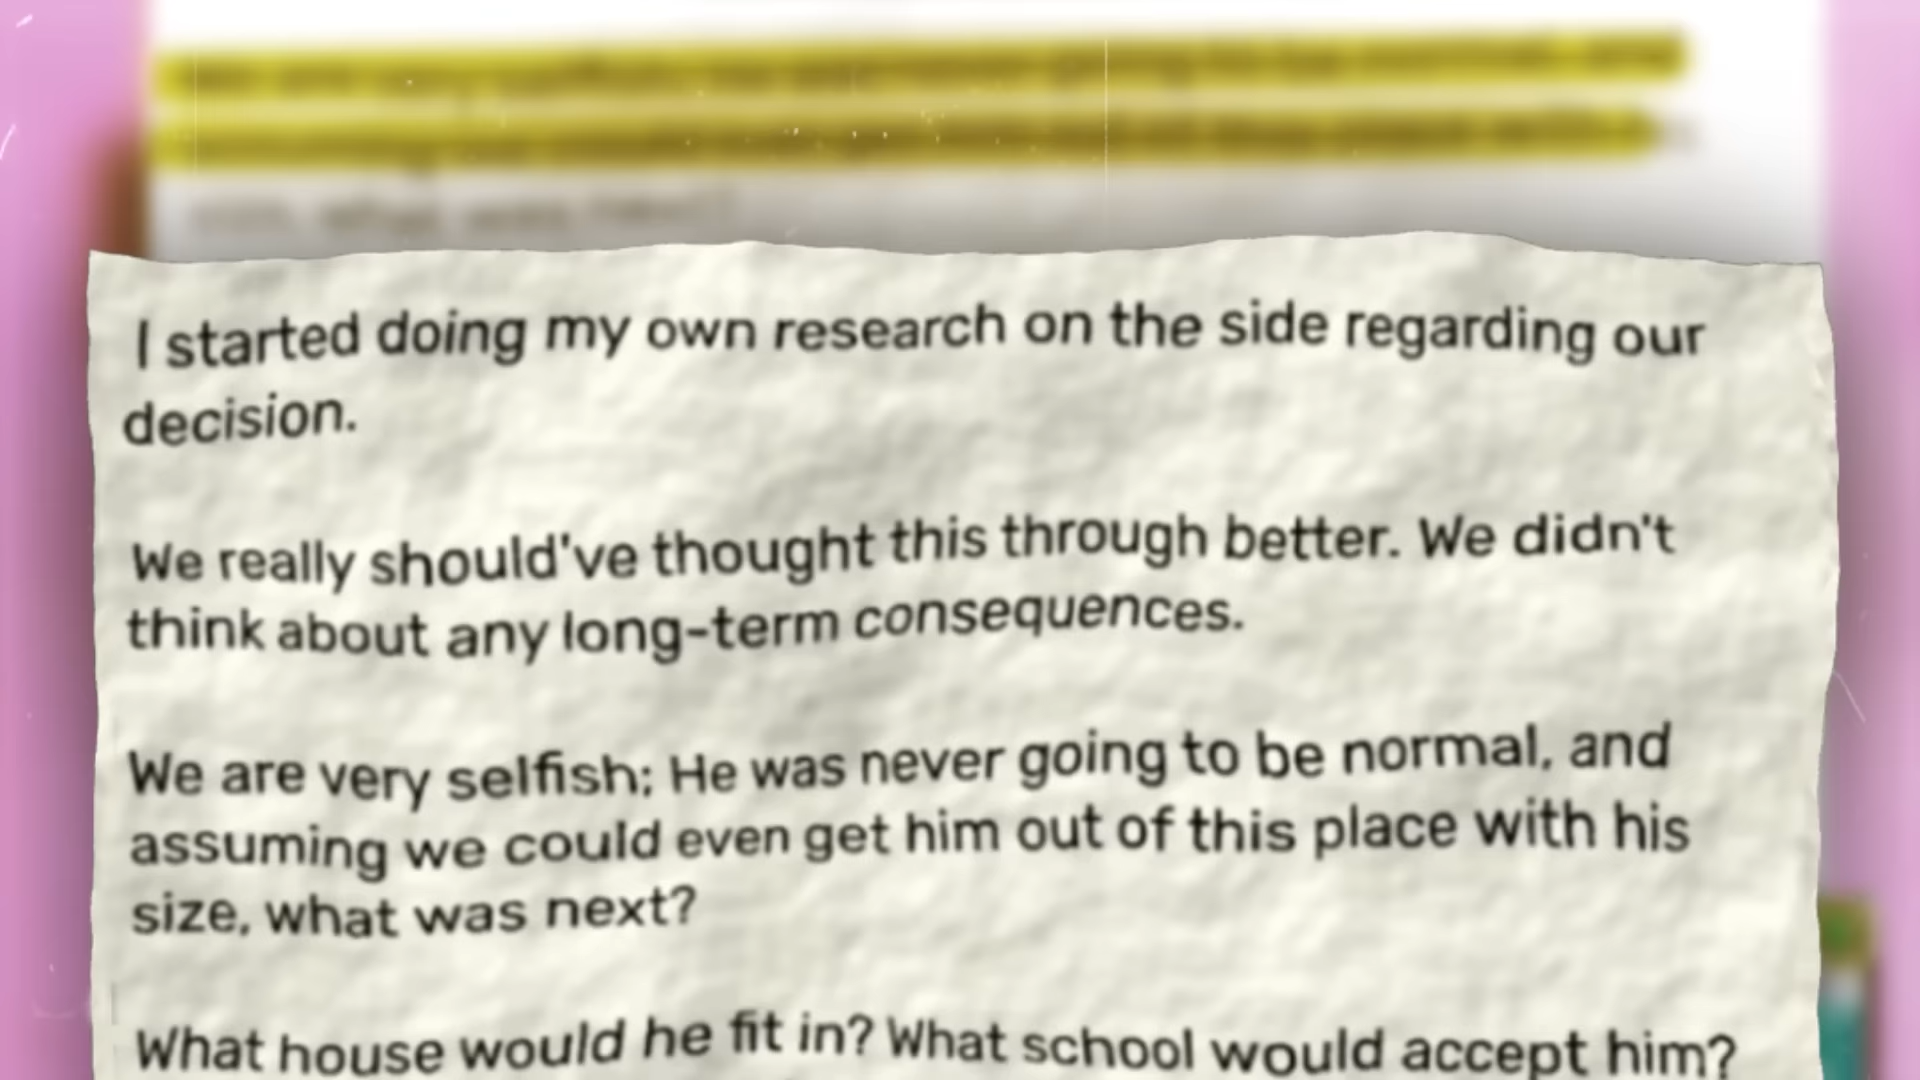 I started doing my own research on the side regarding our
decision.
We really should've thought this through better. We didn't
think about any long-term consequences.
We are very selfish; He was never going to be normal, and
assuming we could even get him out of this place with his
size, what was next?
What house would he fit in? What school would accept him?